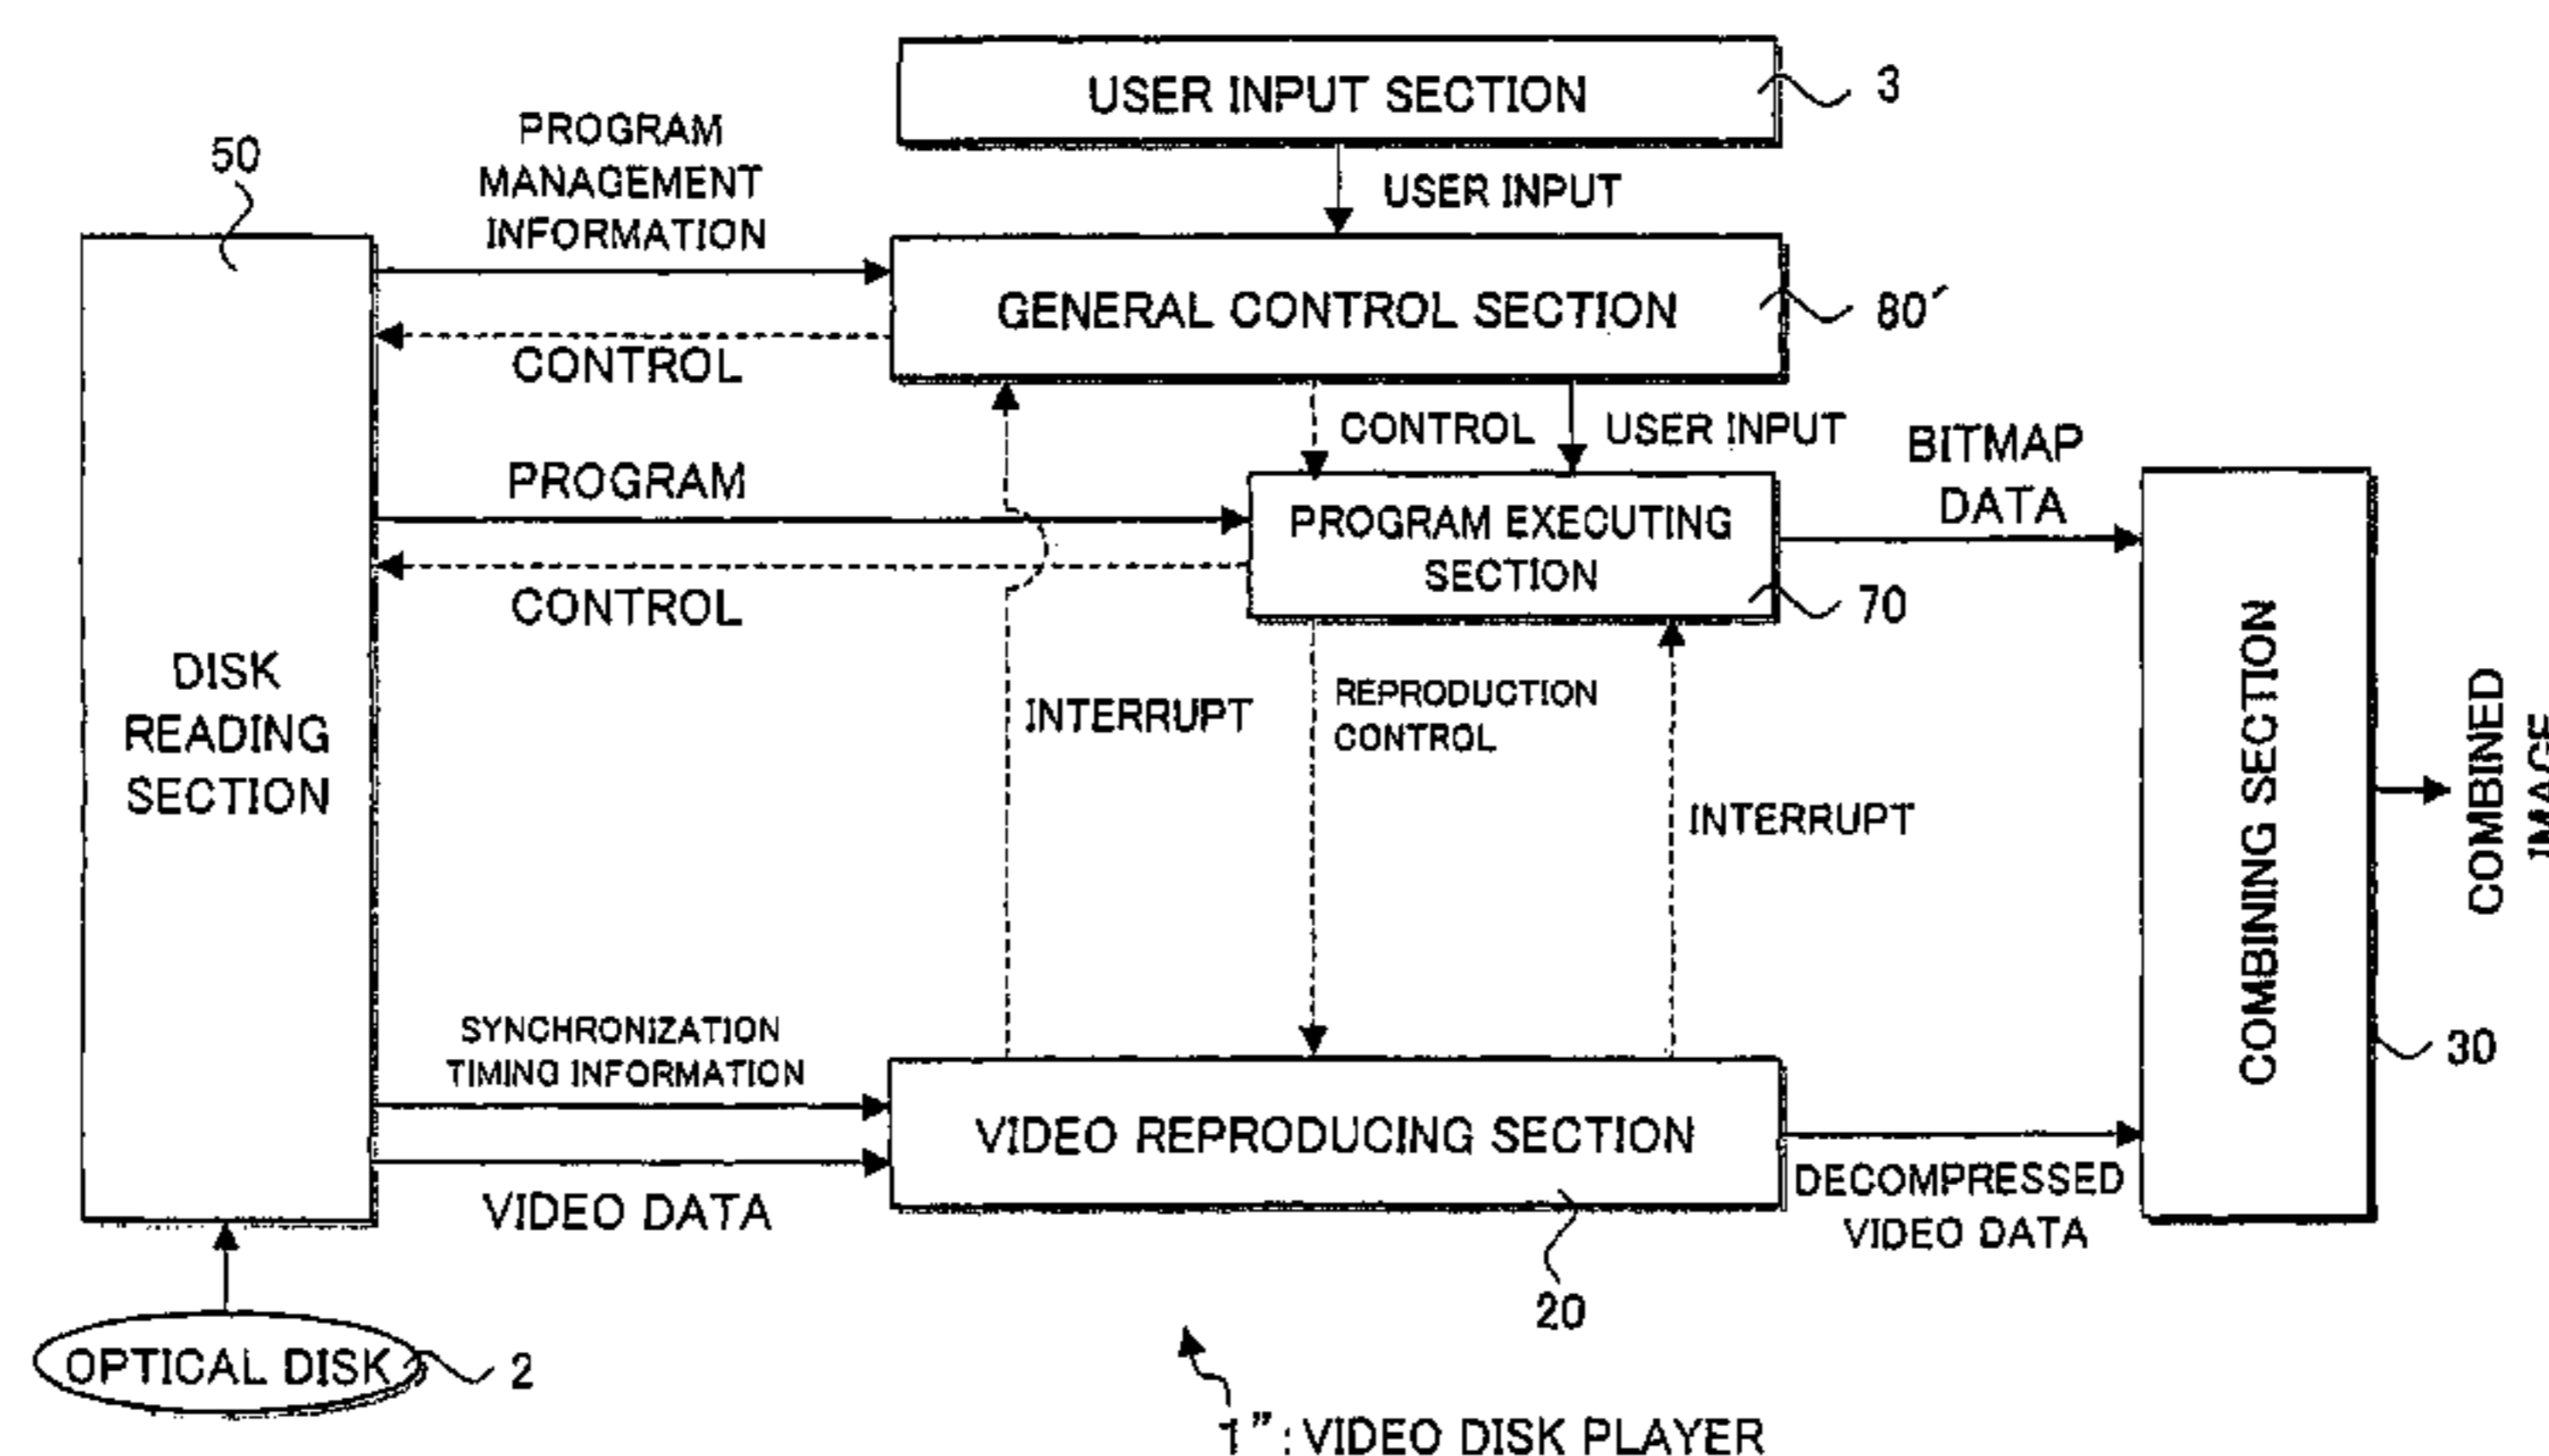 USER INPUT SECTION
3
PROGRAM
MANAGEMENT
INFORMATION
50
USER INPUT
GENERAL CONTROL SECTION
80′
CONTROL
CONTROL
USER INPUT
BITMAP
DATA
PROGRAM
PROGRAM EXECUTING
SECTION
70
CONTROL
DISK
READING
SECTION
INTERRUPT
REPRODUCTION
CONTROL
INTERRUPT
COMBINING SECTION
30
COMBINED
IMAGE
SYNCHRONIZATION
TIMING INFORMATION
VIDEO REPRODUCING SECTION
20
VIDEO DATA
DECOMPRESSED
VIDEO DATA
OPTICAL DISK
2
1” : VIDEO DISK PLAYER